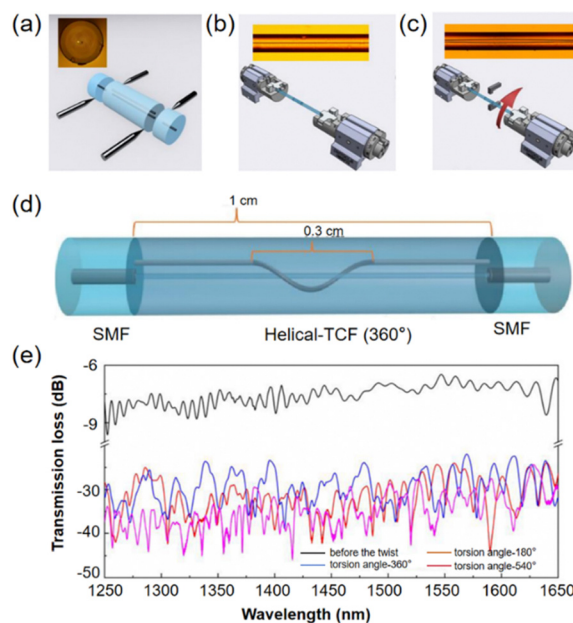 (a)
(b)
(c)
(d)
1 cm
0.3 cm
SMF
Helical-TCF (360°)
SMF
(e)
Transmission loss (dB)
-6
-9
-30
-40
-50
before the twist
torsion angle-180°
torsion angle-360°
torsion angle-540°
1250 1300 1350 1400 1450 1500 1550 1600 1650
Wavelength (nm)